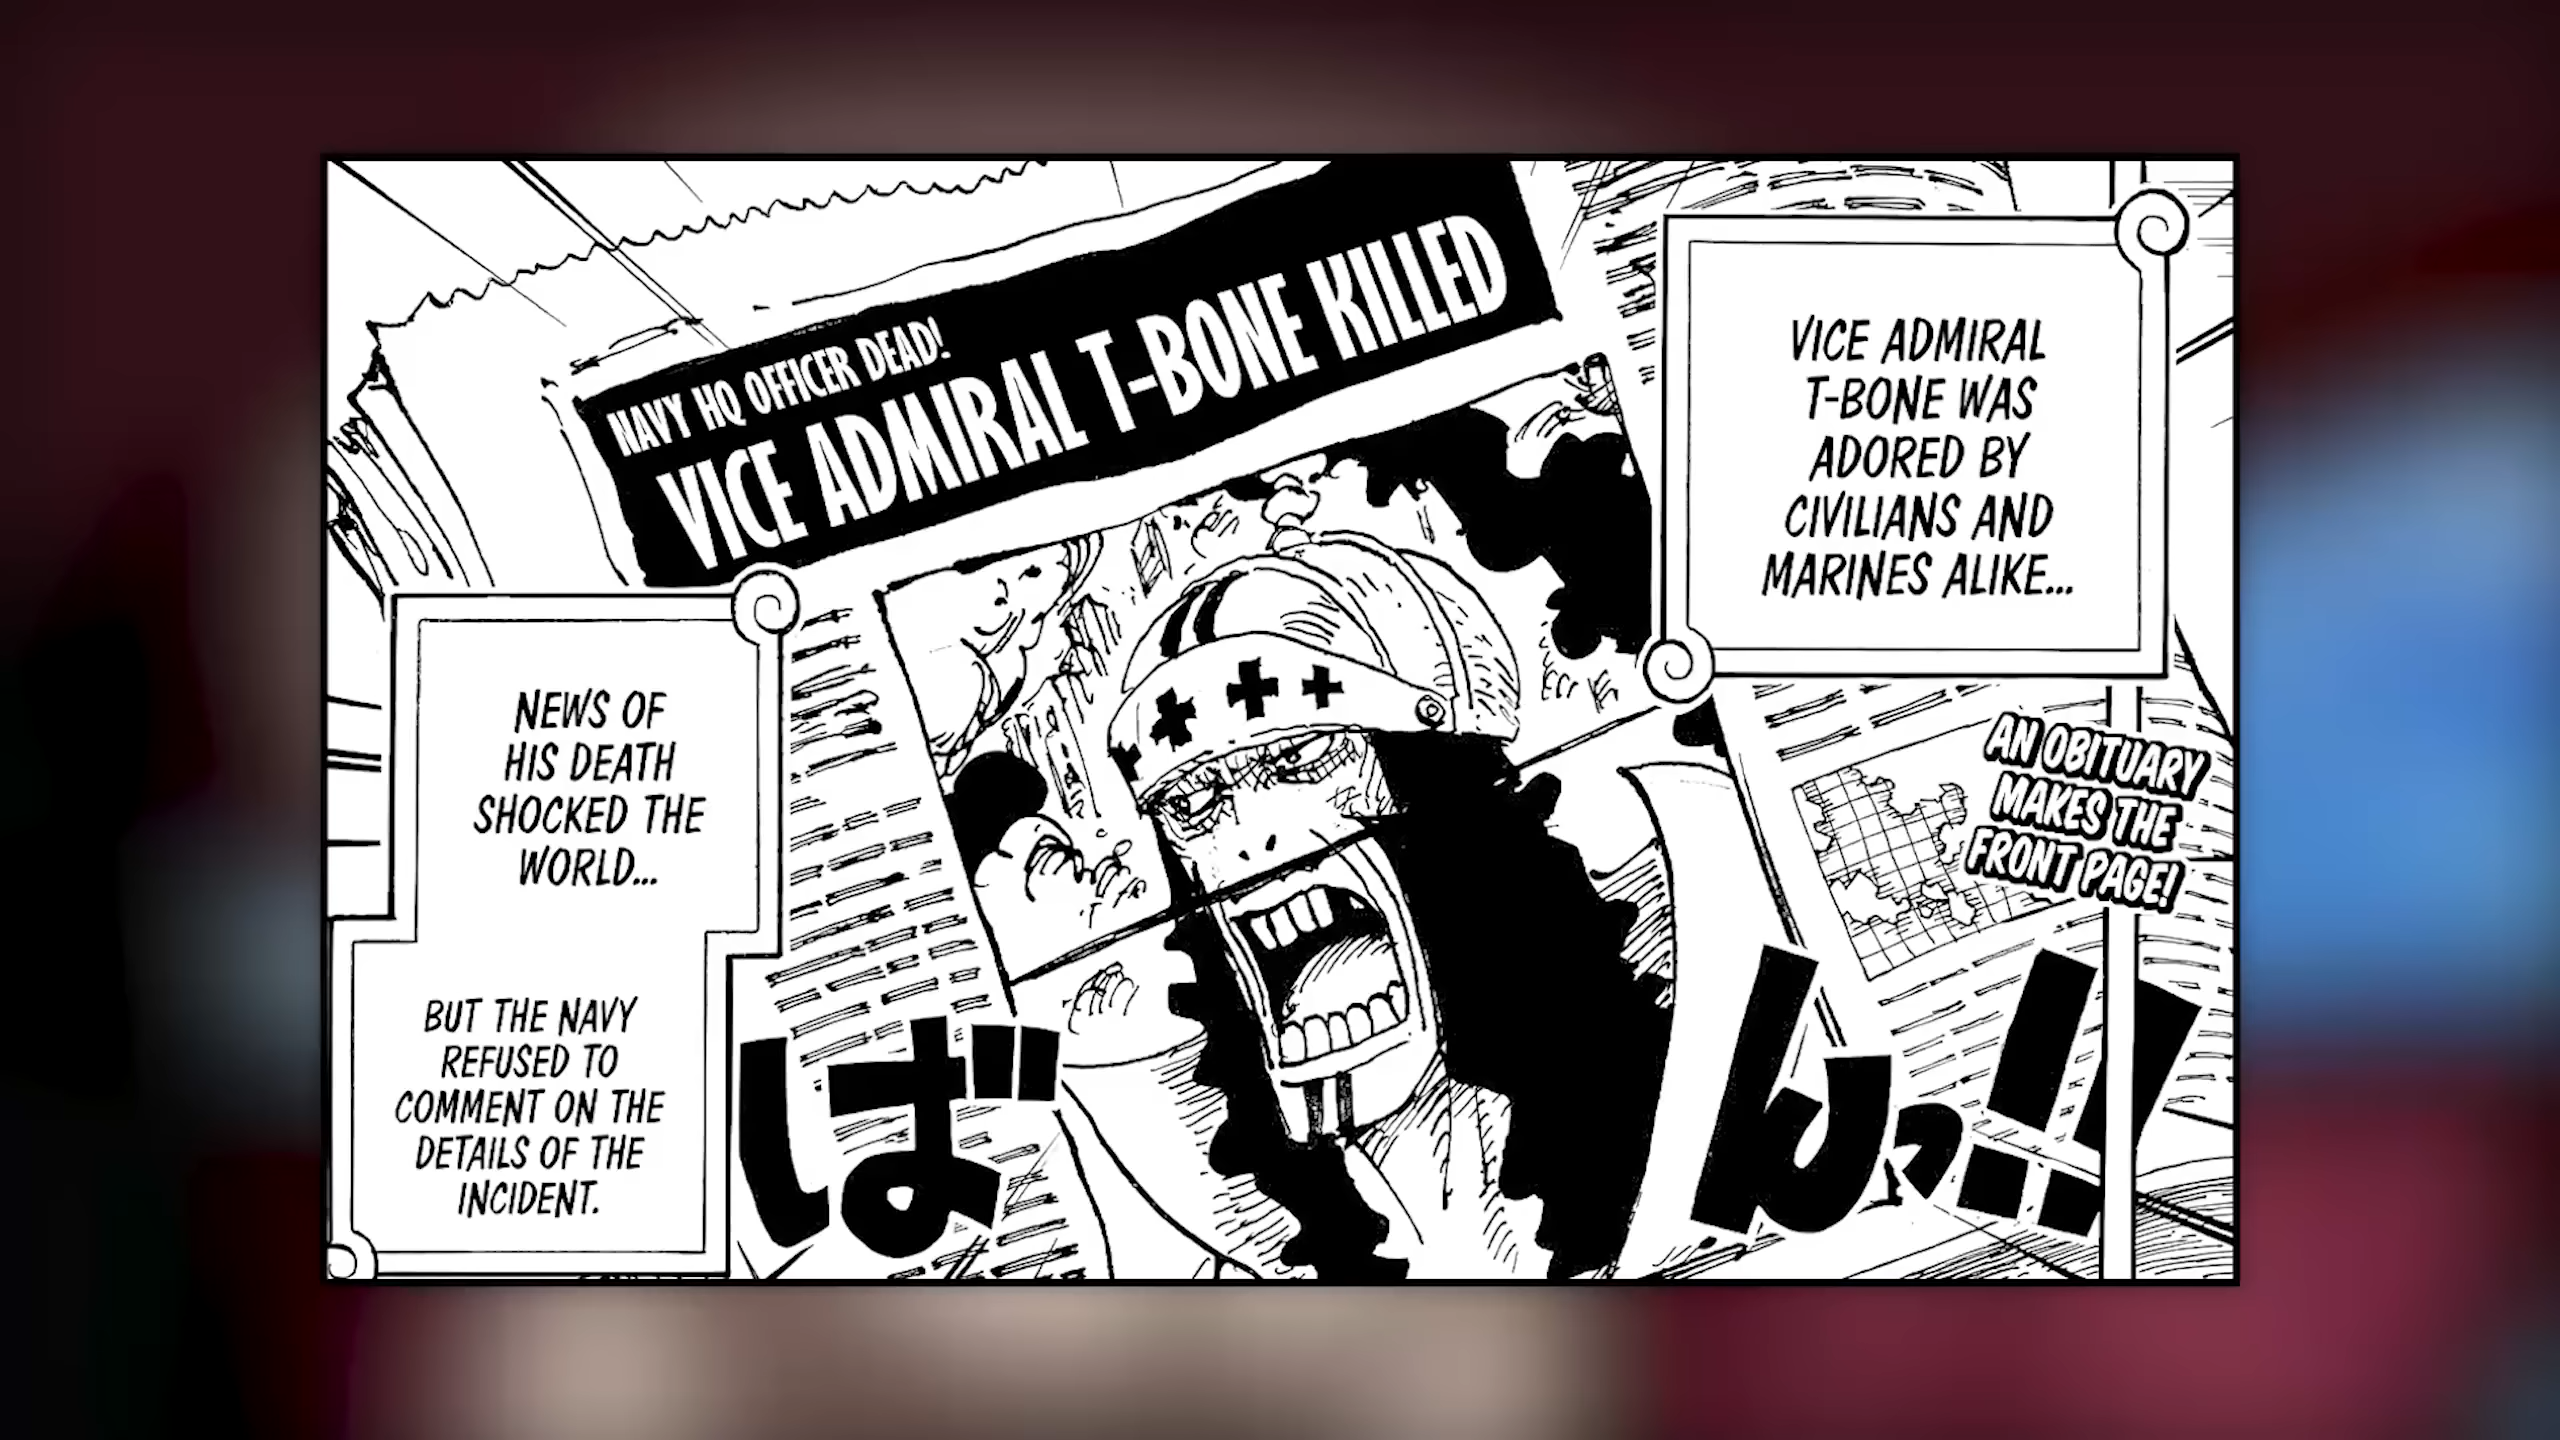 NAVY HQ OFFICER DEAD!
VICE ADMIRAL T-BONE KILLED
VICE ADMIRAL
T-BONE WAS
ADORED BY
CIVILIANS AND
MARINES ALIKE...
AN OBITUARY
MAKES THE
FRONT PAGE!
NEWS OF
HIS DEATH
SHOCKED THE
WORLD...
BUT THE NAVY
REFUSED TO
COMMENT ON THE
DETAILS OF THE
INCIDENT.
ばんっ!!